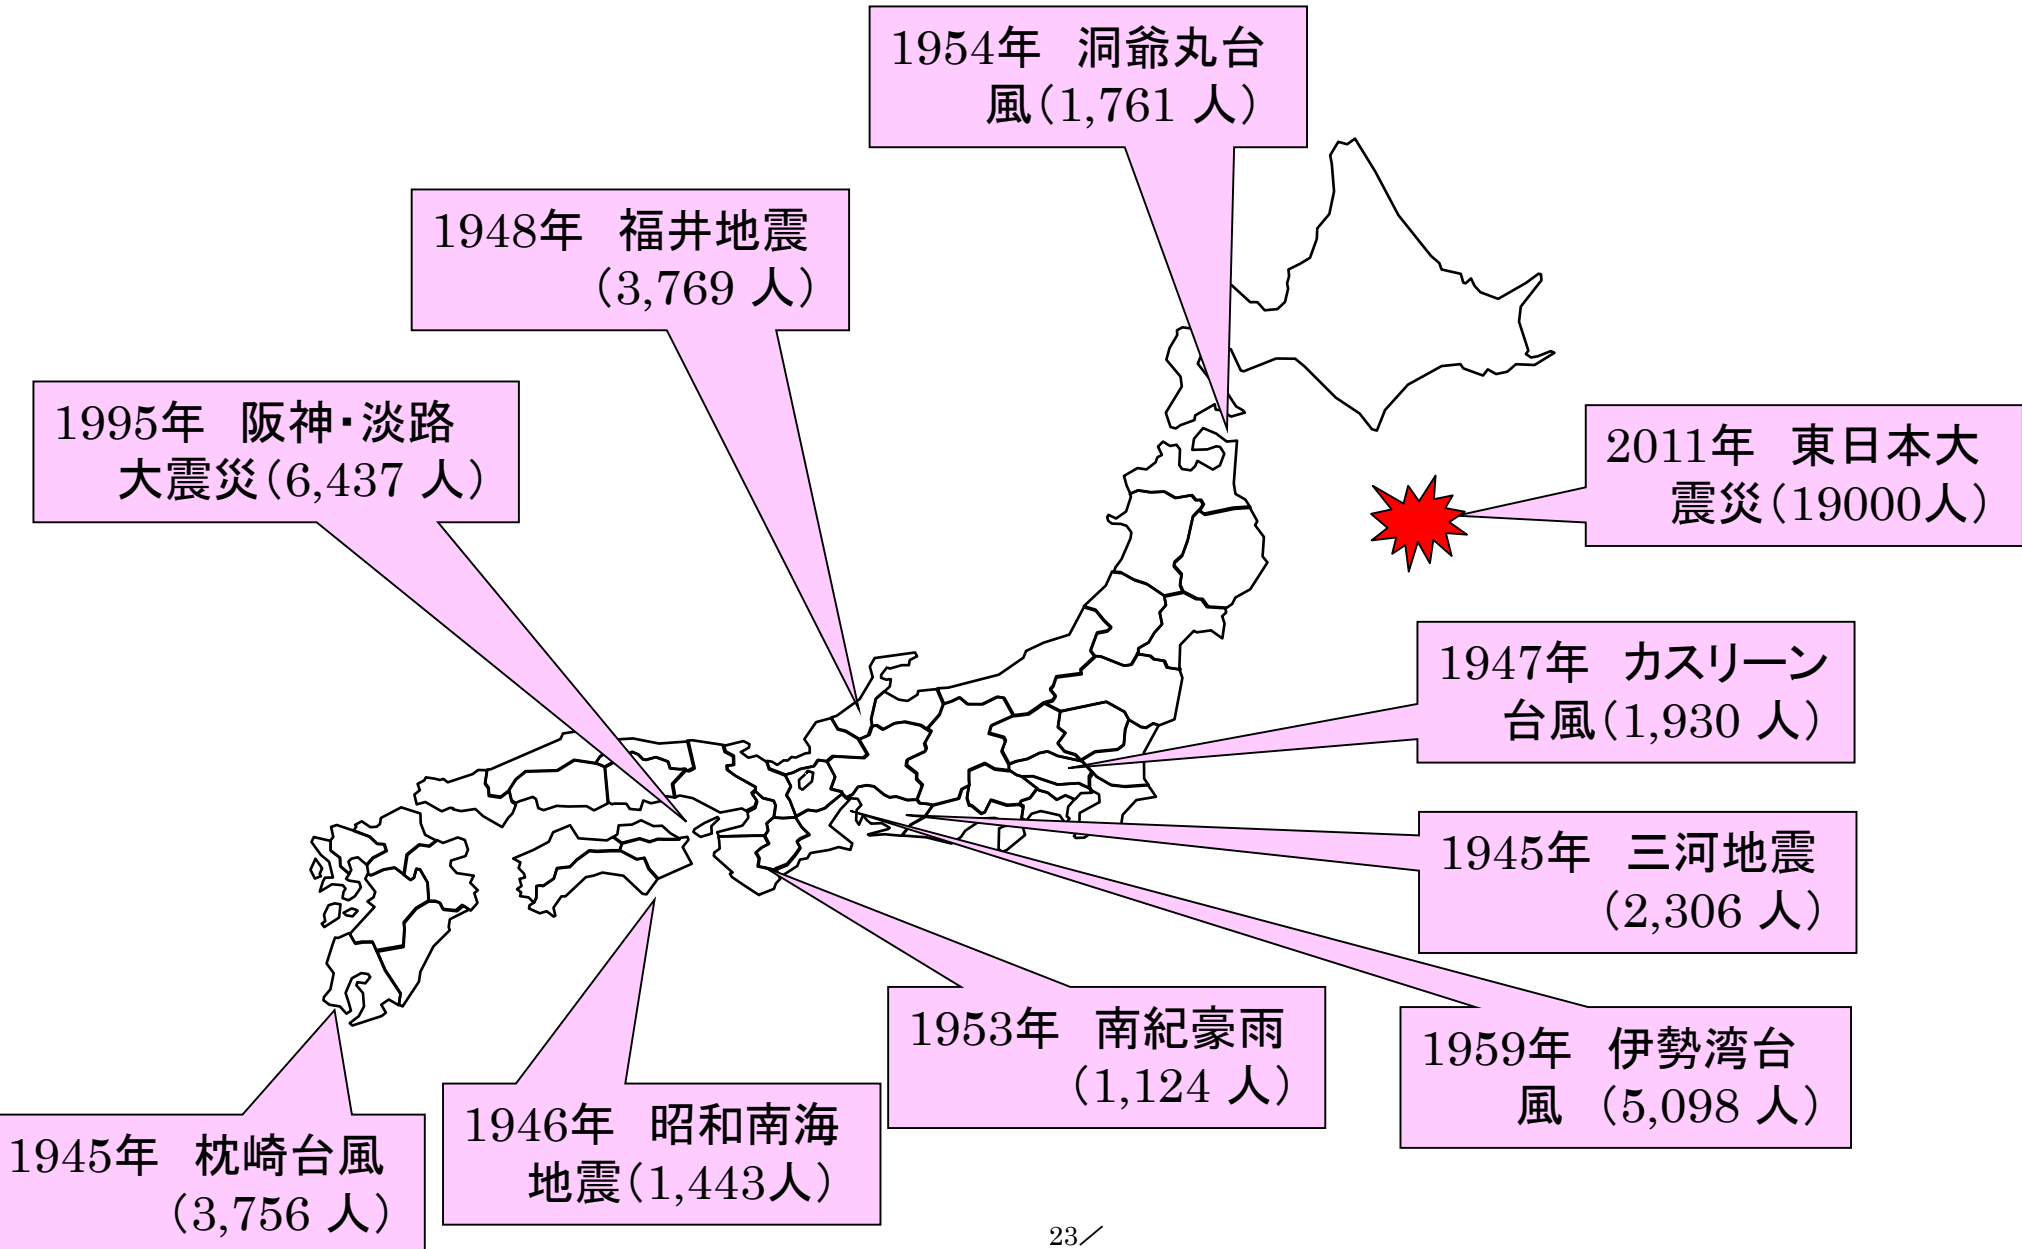 1954年 洞爺丸台
風(1,761 人)
1948年 福井地震
(3,769 人)
1995年 阪神・淡路
大震災(6,437 人)
2011年 東日本大
震災(19000人)
1947年 カスリーン
台風(1,930 人)
1945年 三河地震
(2,306 人)
1953年 南紀豪雨
(1,124 人)
1959年 伊勢湾台
風 (5,098 人)
1946年 昭和南海
地震(1,443人)
1945年 枕崎台風
(3,756 人)
23／